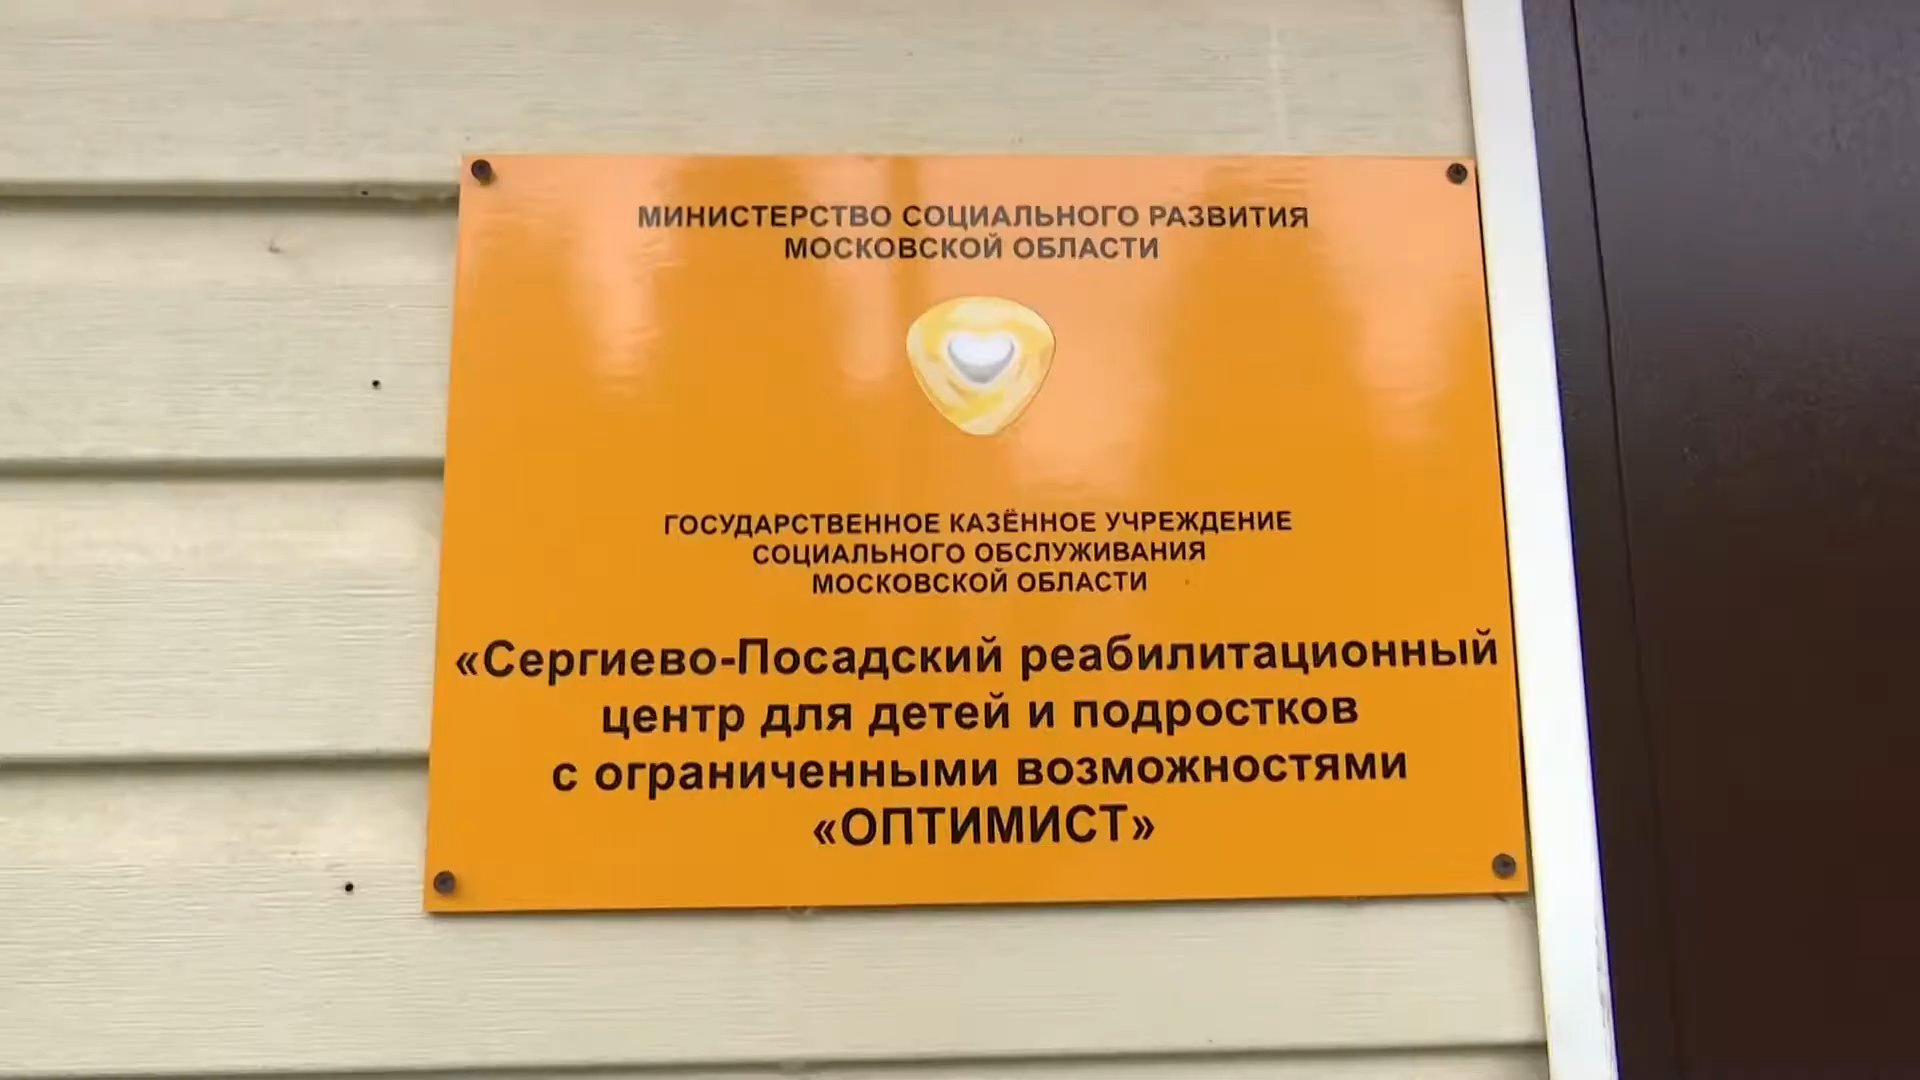 МИНИСТЕРСТВО СОЦИАЛЬНОГО РАЗВИТИЯ
МОСКОВСКОЙ ОБЛАСТИ
ГОСУДАРСТВЕННОЕ КАЗЁННОЕ УЧРЕЖДЕНИЕ
СОЦИАЛЬНОГО ОБСЛУЖИВАНИЯ
МОСКОВСКОЙ ОБЛАСТИ
«Сергиево-Посадский реабилитационный
центр для детей и подростков
с ограниченными возможностями
«ОПТИМИСТ»